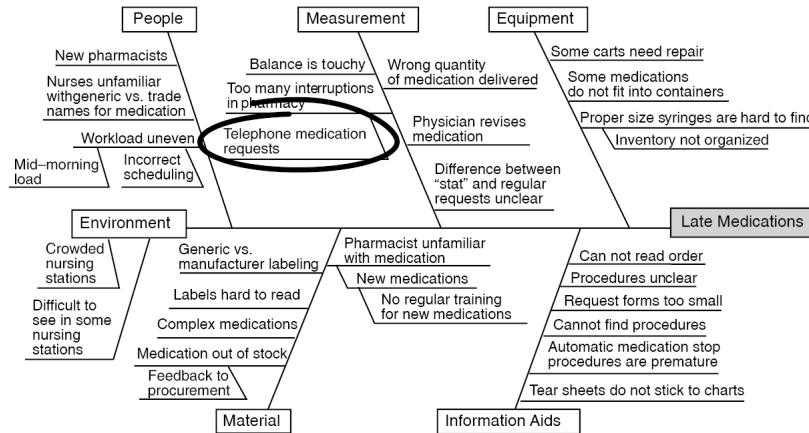 People
Measurement
Equipment
New pharmacists
Nurses unfamiliar
withgeneric vs. trade
names for medication
Workload uneven
Mid–morning
load
Incorrect
scheduling
Balance is touchy
Too many interruptions
in pharmacy
Telephone medication
requests
Wrong quantity
of medication delivered
Physician revises
medication
Difference between
“stat” and regular
requests unclear
Some carts need repair
Some medications
do not fit into containers
Proper size syringes are hard to find
Inventory not organized
Late Medications
Environment
Crowded
nursing
stations
Difficult to
see in some
nursing
stations
Generic vs.
manufacturer labeling
Labels hard to read
Complex medications
Medication out of stock
Feedback to
procurement
Pharmacist unfamiliar
with medication
New medications
No regular training
for new medications
Can not read order
Procedures unclear
Request forms too small
Cannot find procedures
Automatic medication stop
procedures are premature
Tear sheets do not stick to charts
Material
Information Aids